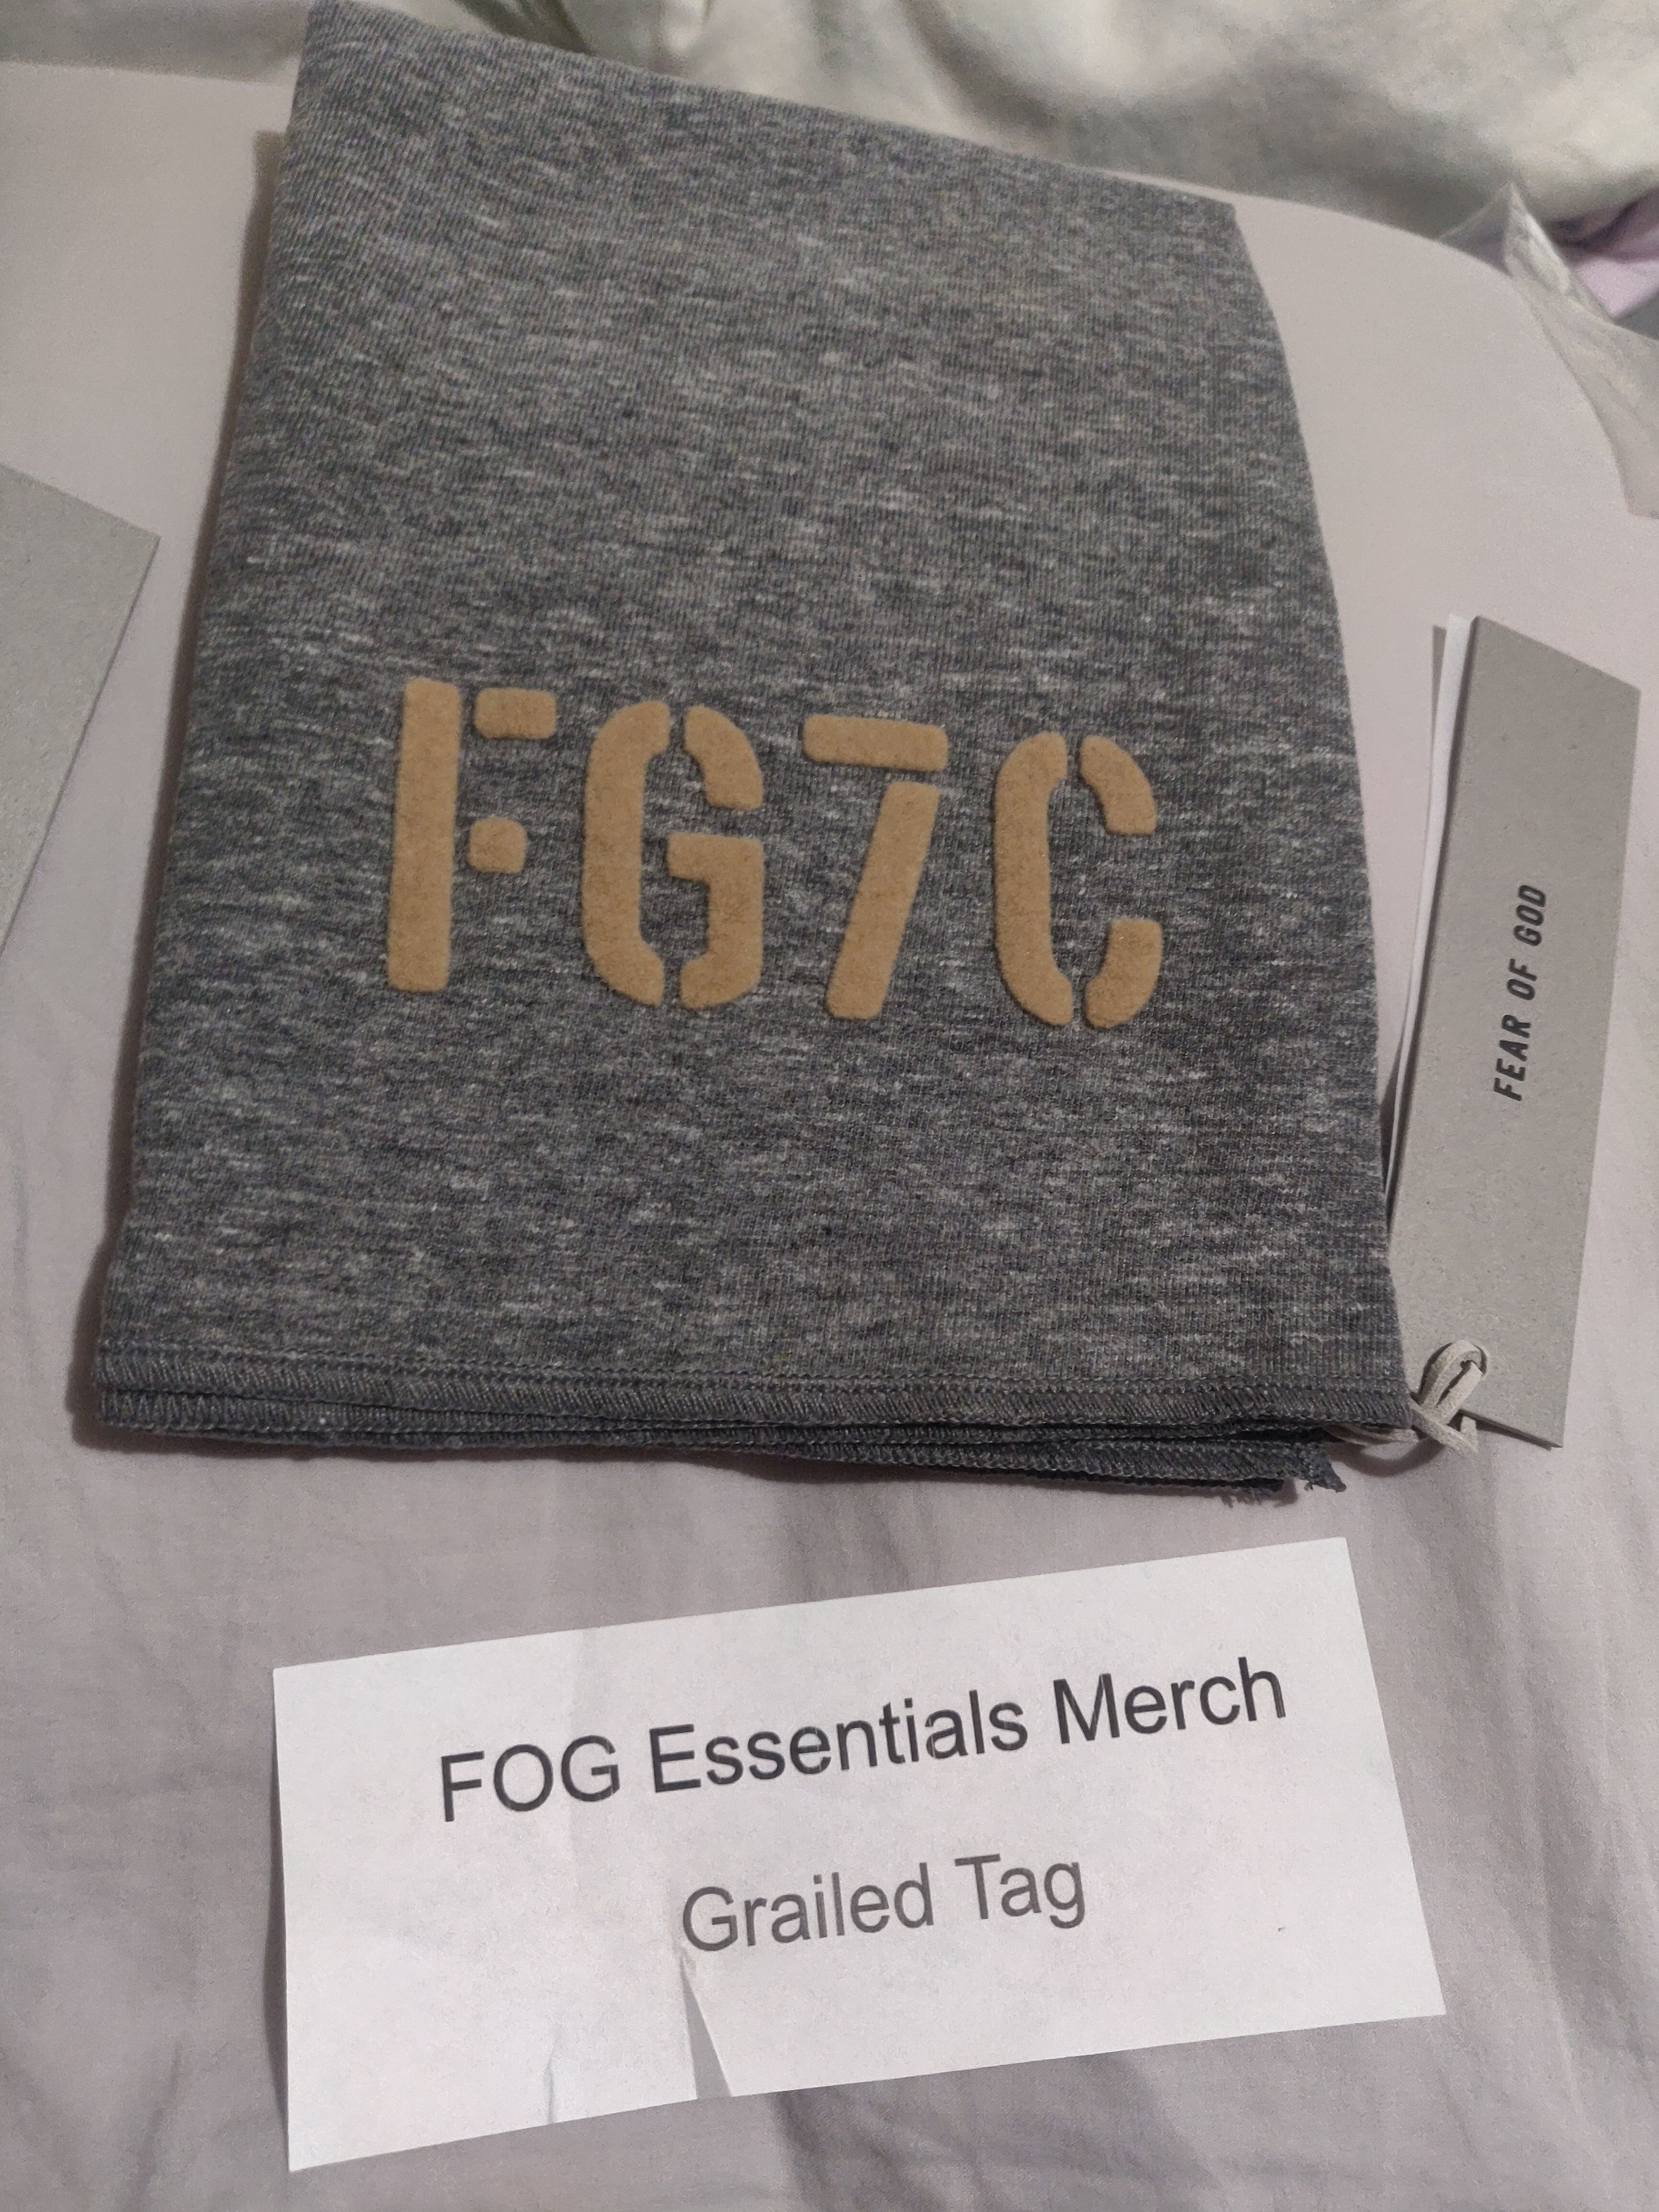 FG7C
FEAR OF GOD
FOG Essentials Merch
Grailed Tag